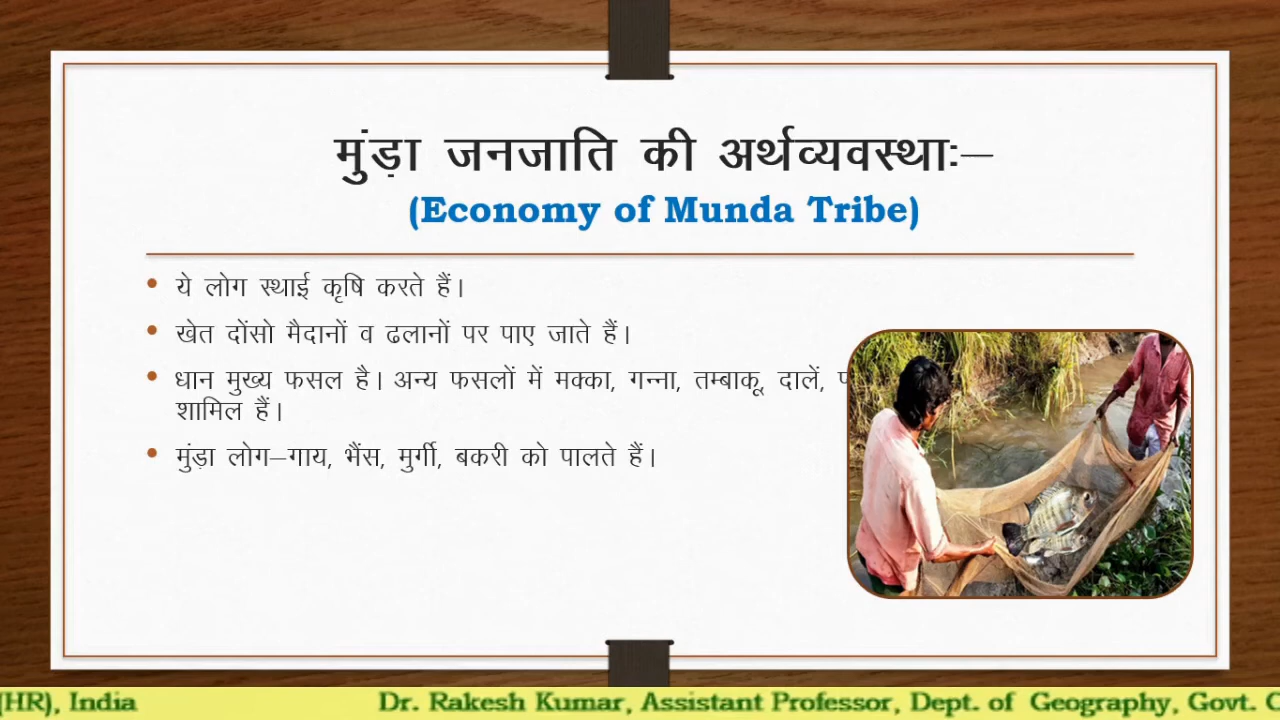 मुंड़ा जनजाति की अर्थव्यवस्थाः–
(Economy of Munda Tribe)
• ये लोग स्थाई कृषि करते हैं।
• खेत दोंसो मैदानों व ढलानों पर पाए जाते हैं।
• धान मुख्य फसल है। अन्य फसलों में मक्का, गन्ना, तम्बाकू, दालें,
शामिल हैं।
• मुंड़ा लोग–गाय, भैंस, मुर्गी, बकरी को पालते हैं।
(HR), India Dr. Rakesh Kumar, Assistant Professor, Dept. of Geography, Govt.